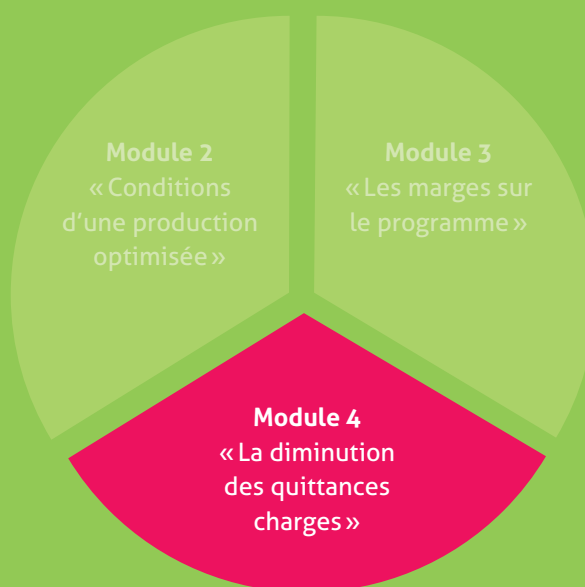 Module 2
« Conditions
d’une production
optimisée »
Module 3
« Les marges sur
le programme »
Module 4
« La diminution
des quittances
charges »